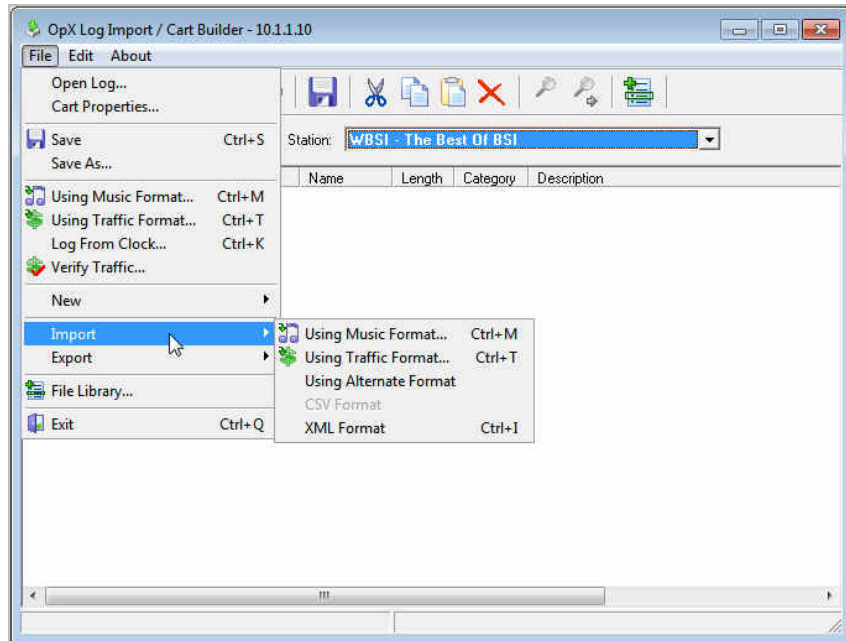 OpX Log Import / Cart Builder - 10.1.1.10
File Edit About
Open Log...
Cart Properties...
Save Ctrl+S
Save As...
Station: WBSI - The Best Of BSI
Name Length Category Description
Using Music Format... Ctrl+M
Using Traffic Format... Ctrl+T
Log From Clock... Ctrl+K
Verify Traffic...
New
Import
Export
File Library...
Exit Ctrl+Q
Using Music Format... Ctrl+M
Using Traffic Format... Ctrl+T
Using Alternate Format
CSV Format
XML Format Ctrl+I